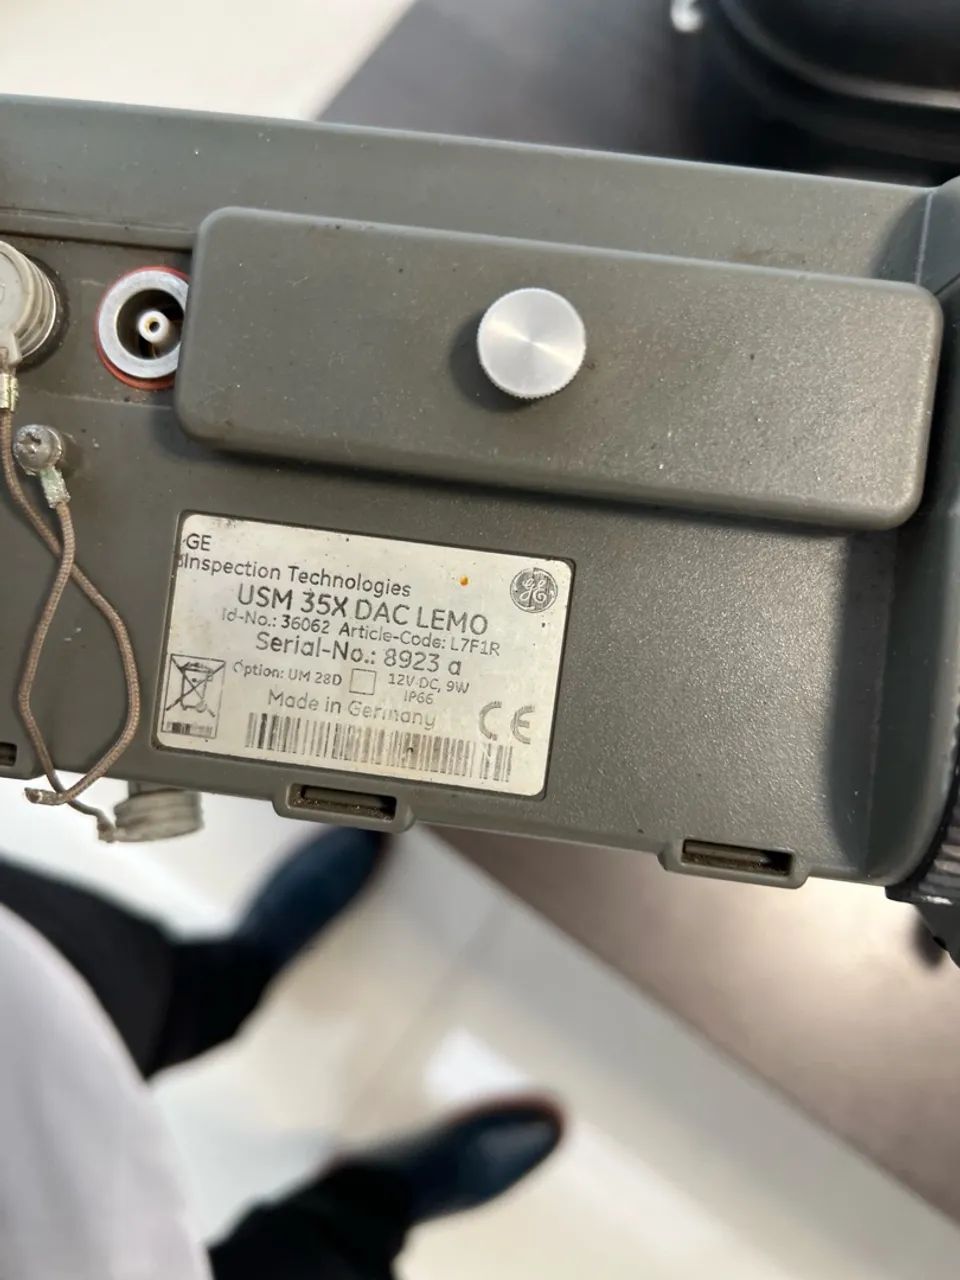 GE
Inspection Technologies
USM 35X DAC LEMO
Id-No.: 36062 Article-Code: L7F1R
Serial-No.: 8923 a
Option: UM 28D 12V DC, 9W
IP66
Made in Germany
CE